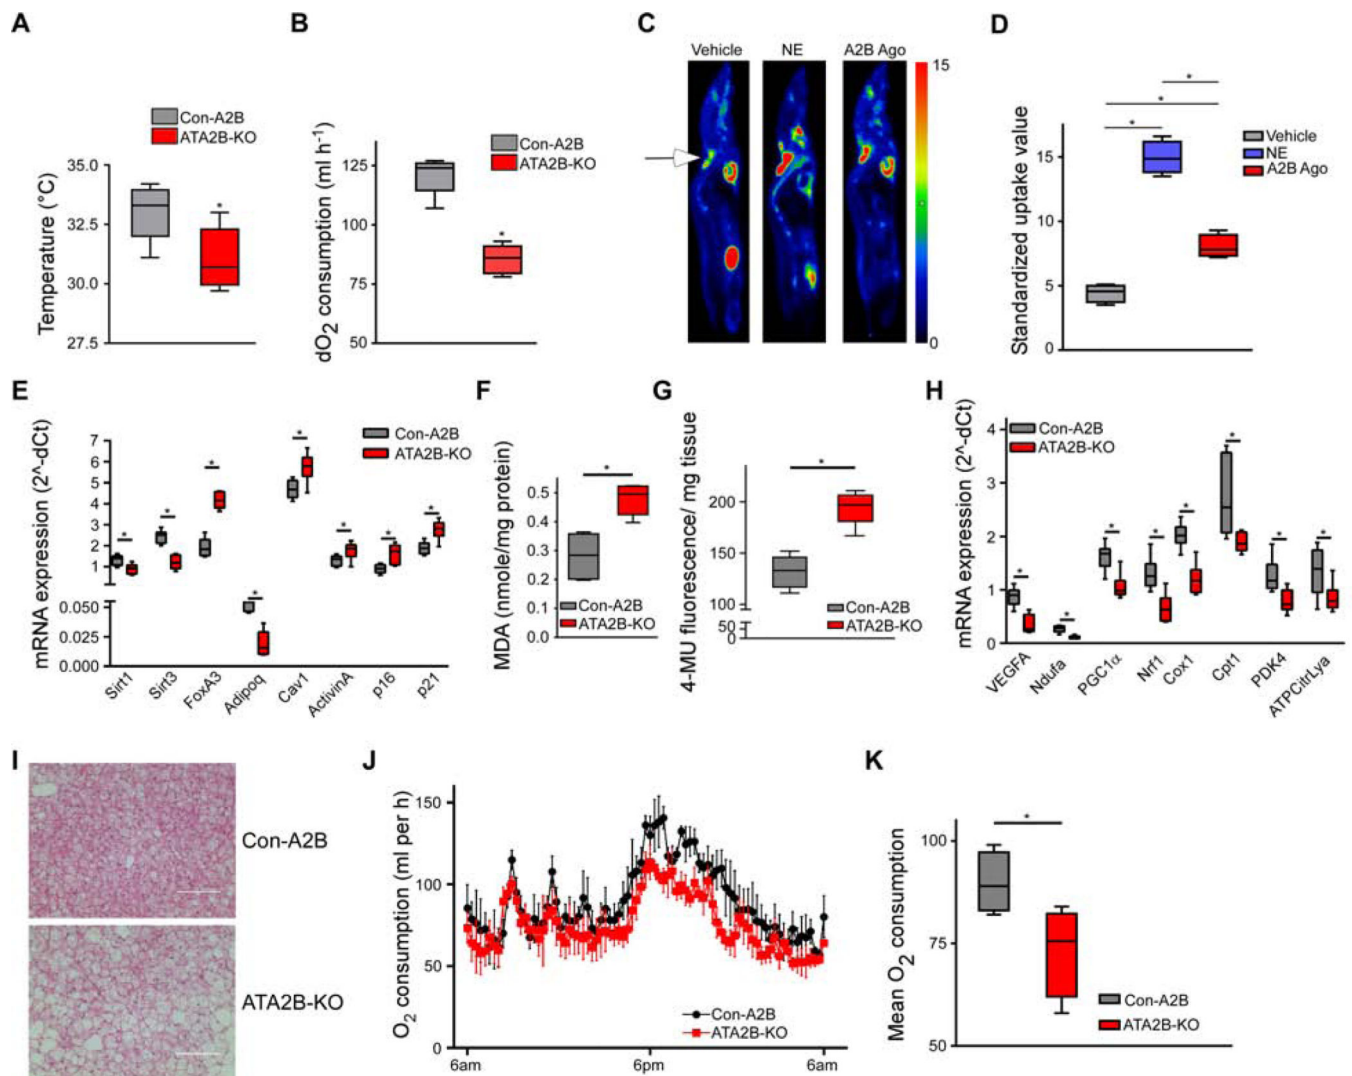 A
Con-A2B
ATA2B-KO
Temperature (°C)
35.0
32.5
30.0
27.5
*
B
Con-A2B
ATA2B-KO
dO2 consumption (ml h-1)
125
100
75
50
*
C
Vehicle
NE
A2B Ago
15
0
D
Standardized uptake value
15
10
5
0
*
*
*
Vehicle
NE
A2B Ago
E
mRNA expression (2^-dCt)
7
6
5
4
3
2
1
0.050
0.025
0.000
Con-A2B
ATA2B-KO
* * * * * * * *
Sirt1
Sirt3
FoxA3
Adipoq
Cav1
ActivinA
p16
p21
F
MDA (nmole/mg protein)
0.5
0.4
0.3
0.2
0.1
0.0
*
Con-A2B
ATA2B-KO
G
4-MU fluorescence/ mg tissue
200
150
100
50
0
*
Con-A2B
ATA2B-KO
H
mRNA expression (2^-dCt)
4
3
2
1
0
Con-A2B
ATA2B-KO
* * * * * * * *
VEGFA
Ndufa
PGC1α
Nrf1
Cox1
Cpt1
PDK4
ATPCitrLya
I
Con-A2B
ATA2B-KO
J
O2 consumption (ml per h)
150
100
50
0
Con-A2B
ATA2B-KO
6am
6pm
6am
K
Mean O2 consumption
100
75
50
*
Con-A2B
ATA2B-KO